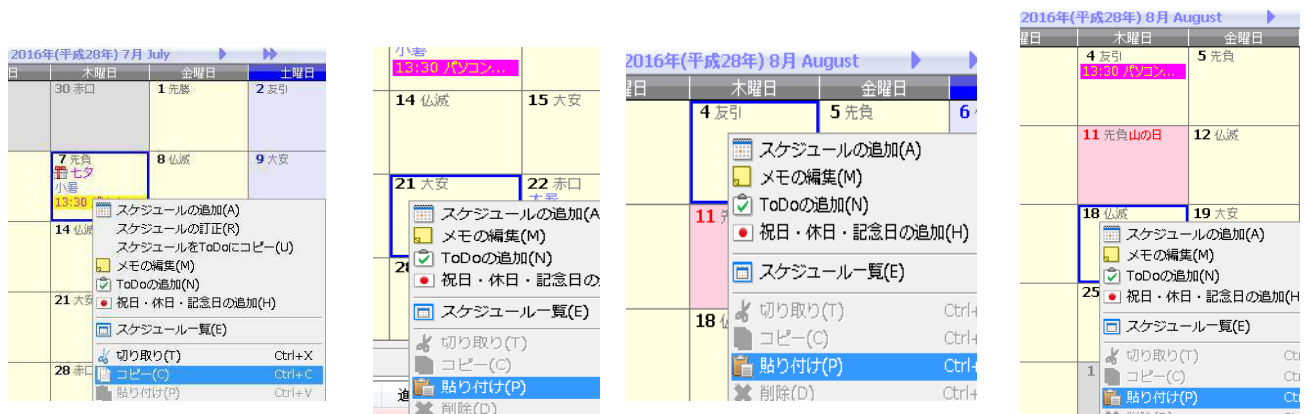 2016年(平成28年) 7月 July
木曜日 金曜日 土曜日
30 赤口 1 先勝 2 友引
7 先負 8 仏滅 9 大安
七夕
小暑
13:30
14 仏滅
21 大安
28 赤口
スケジュールの追加(A)
スケジュールの訂正(R)
スケジュールをToDoにコピー(U)
メモの編集(M)
ToDoの追加(N)
祝日・休日・記念日の追加(H)
スケジュール一覧(E)
切り取り(T) Ctrl+X
コピー(C) Ctrl+C
貼り付け(P) Ctrl+V
小暑
13:30 パソコン...
14 仏滅 15 大安
21 大安 22 赤口
大暑
スケジュールの追加(A
メモの編集(M)
ToDoの追加(N)
祝日・休日・記念日の
スケジュール一覧(E)
切り取り(T)
コピー(C)
貼り付け(P)
削除(D)
2016年(平成28年) 8月 August
曜日 木曜日 金曜日
4 友引 5 先負 6
11
18
スケジュールの追加(A)
メモの編集(M)
ToDoの追加(N)
祝日・休日・記念日の追加(H)
スケジュール一覧(E)
切り取り(T) Ctrl+
コピー(C) Ctrl+
貼り付け(P) Ctrl+
削除(D) Ctrl+
2016年(平成28年) 8月 August
曜日 木曜日 金曜日
4 友引 5 先負
13:30 パソコン...
11 先負 山の日 12 仏滅
18 仏滅 19 大安
25
1
スケジュールの追加(A)
メモの編集(M)
ToDoの追加(N)
祝日・休日・記念日の追加(H
スケジュール一覧(E)
切り取り(T) Ct
コピー(C) Ct
貼り付け(P) Ct